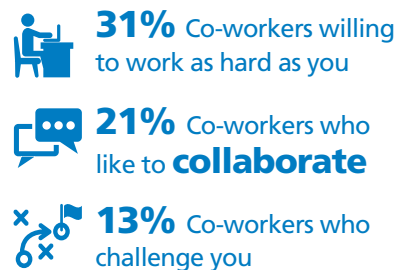 31% Co-workers willing
to work as hard as you
21% Co-workers who
like to collaborate
13% Co-workers who
challenge you